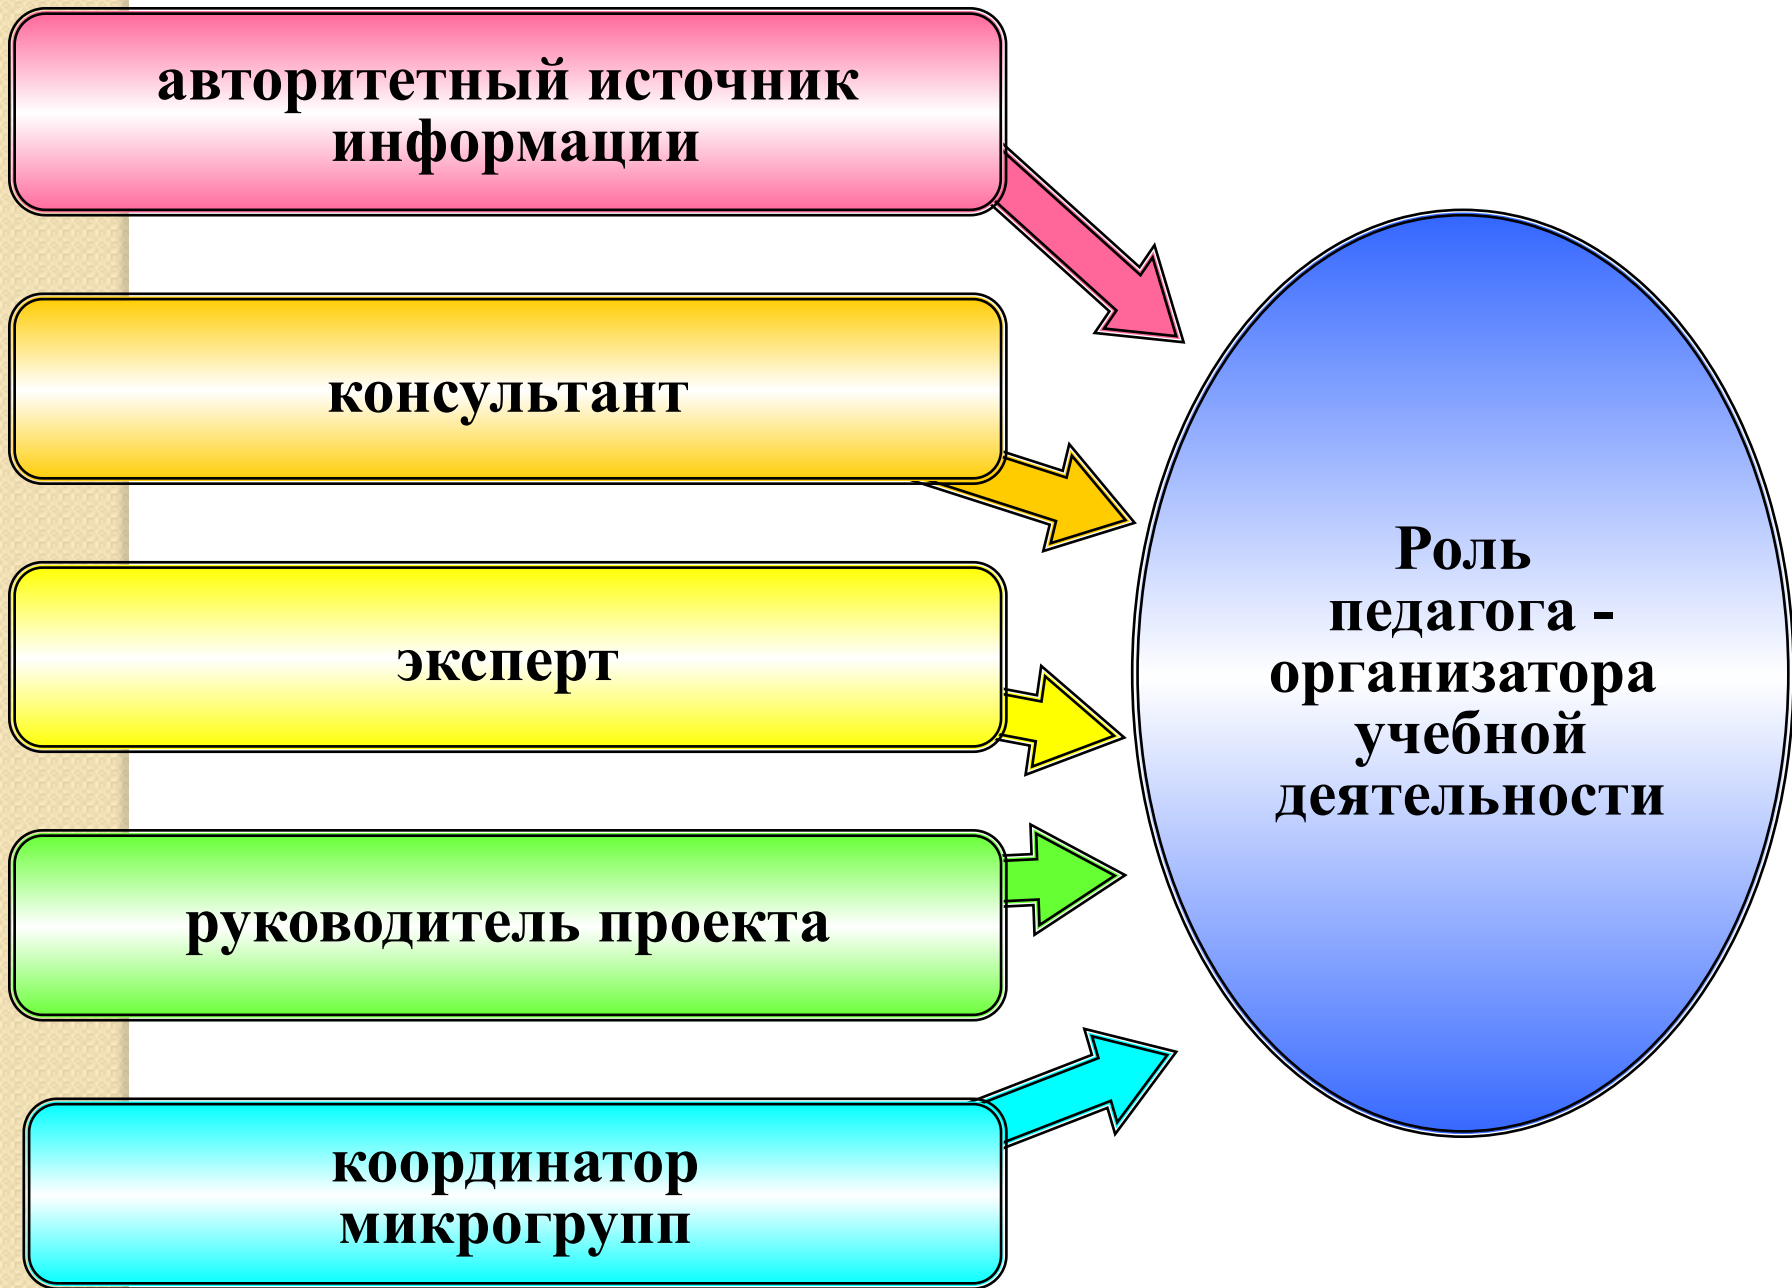 авторитетный источник
информации
консультант
эксперт
руководитель проекта
координатор
микрогрупп
Роль
педагога -
организатора
учебной
деятельности